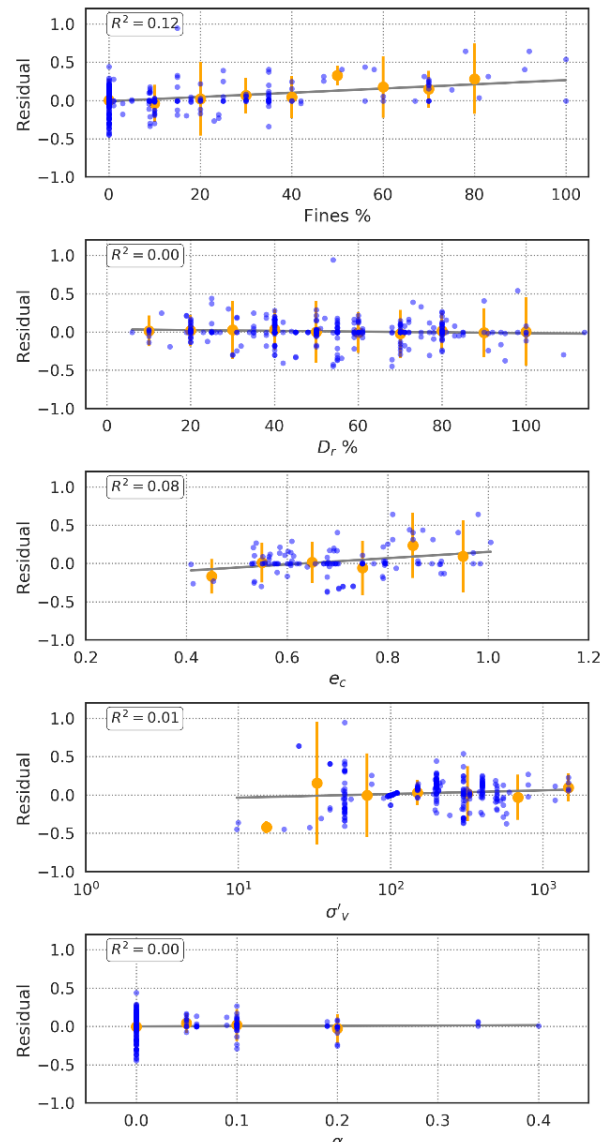 R² = 0.12
1.0
0.5
0.0
−0.5
−1.0
Residual
0 20 40 60 80 100
Fines %
R² = 0.00
1.0
0.5
0.0
−0.5
−1.0
Residual
0 20 40 60 80 100
D_r %
R² = 0.08
1.0
0.5
0.0
−0.5
−1.0
Residual
0.2 0.4 0.6 0.8 1.0 1.2
e_c
R² = 0.01
1.0
0.5
0.0
−0.5
−1.0
Residual
10⁰ 10¹ 10² 10³
σ′_v
R² = 0.00
1.0
0.5
0.0
−0.5
−1.0
Residual
0.0 0.1 0.2 0.3 0.4
α